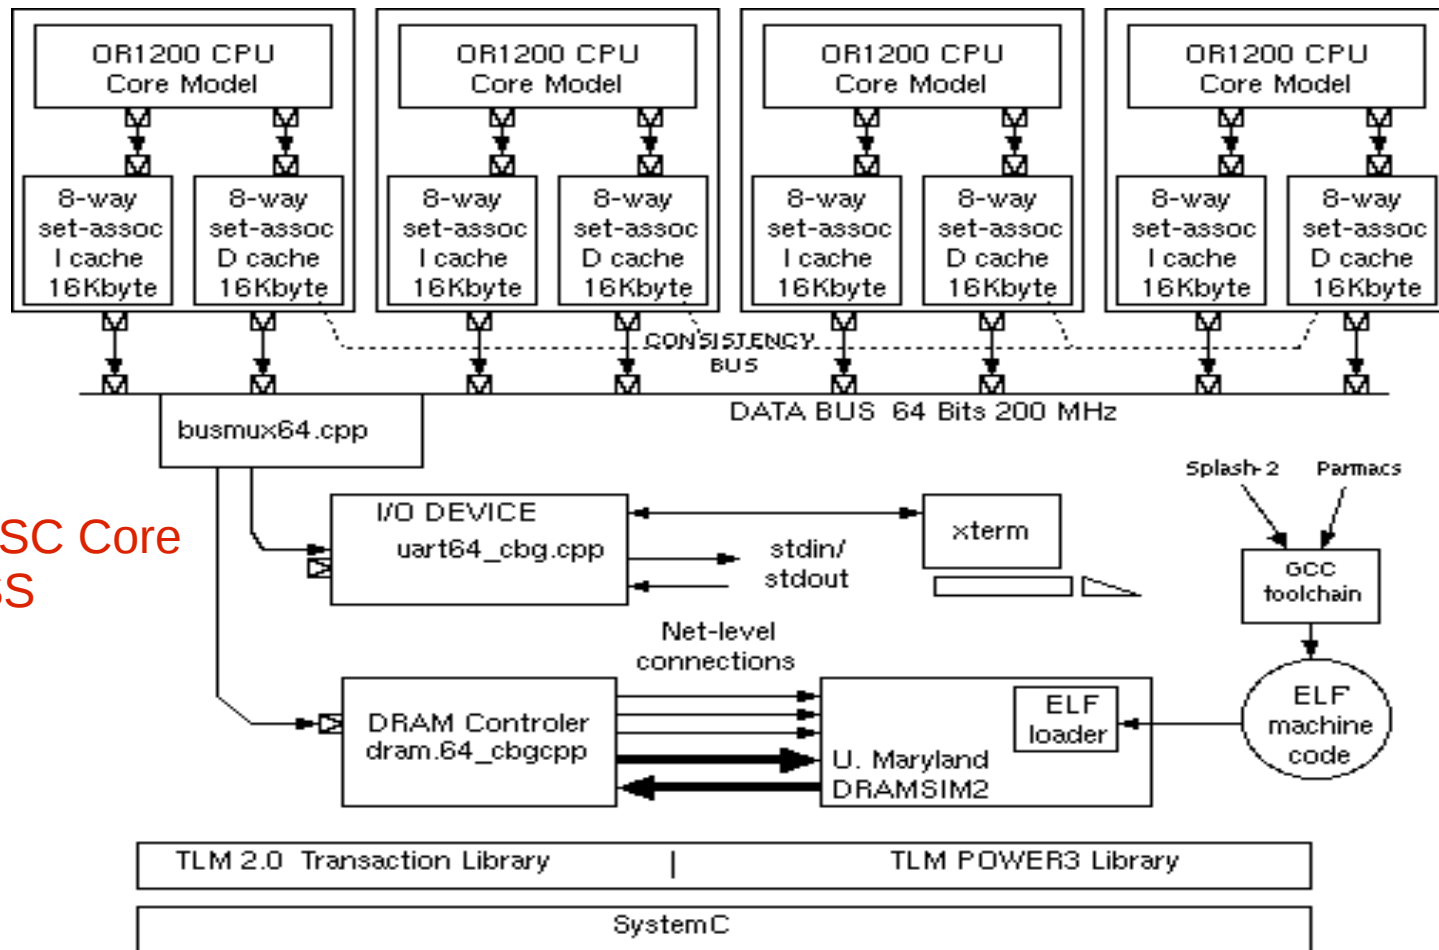 OR1200 CPU
Core Model
OR1200 CPU
Core Model
OR1200 CPU
Core Model
OR1200 CPU
Core Model
8-way
set-assoc
I cache
16Kbyte
8-way
set-assoc
D cache
16Kbyte
8-way
set-assoc
I cache
16Kbyte
8-way
set-assoc
D cache
16Kbyte
8-way
set-assoc
I cache
16Kbyte
8-way
set-assoc
D cache
16Kbyte
8-way
set-assoc
I cache
16Kbyte
8-way
set-assoc
D cache
16Kbyte
CONSISTENCY
BUS
DATA BUS 64 Bits 200 MHz
busmux64.cpp
Splash-2
Parmacs
SC Core
I/O DEVICE
uart64_cbg.cpp
stdin/
stdout
xterm
GCC
toolchain
Net-level
connections
DRAM Controler
dram.64_cbgcpp
ELF
loader
U. Maryland
DRAMSIM2
ELF
machine
code
TLM 2.0 Transaction Library
|
TLM POWER3 Library
SystemC